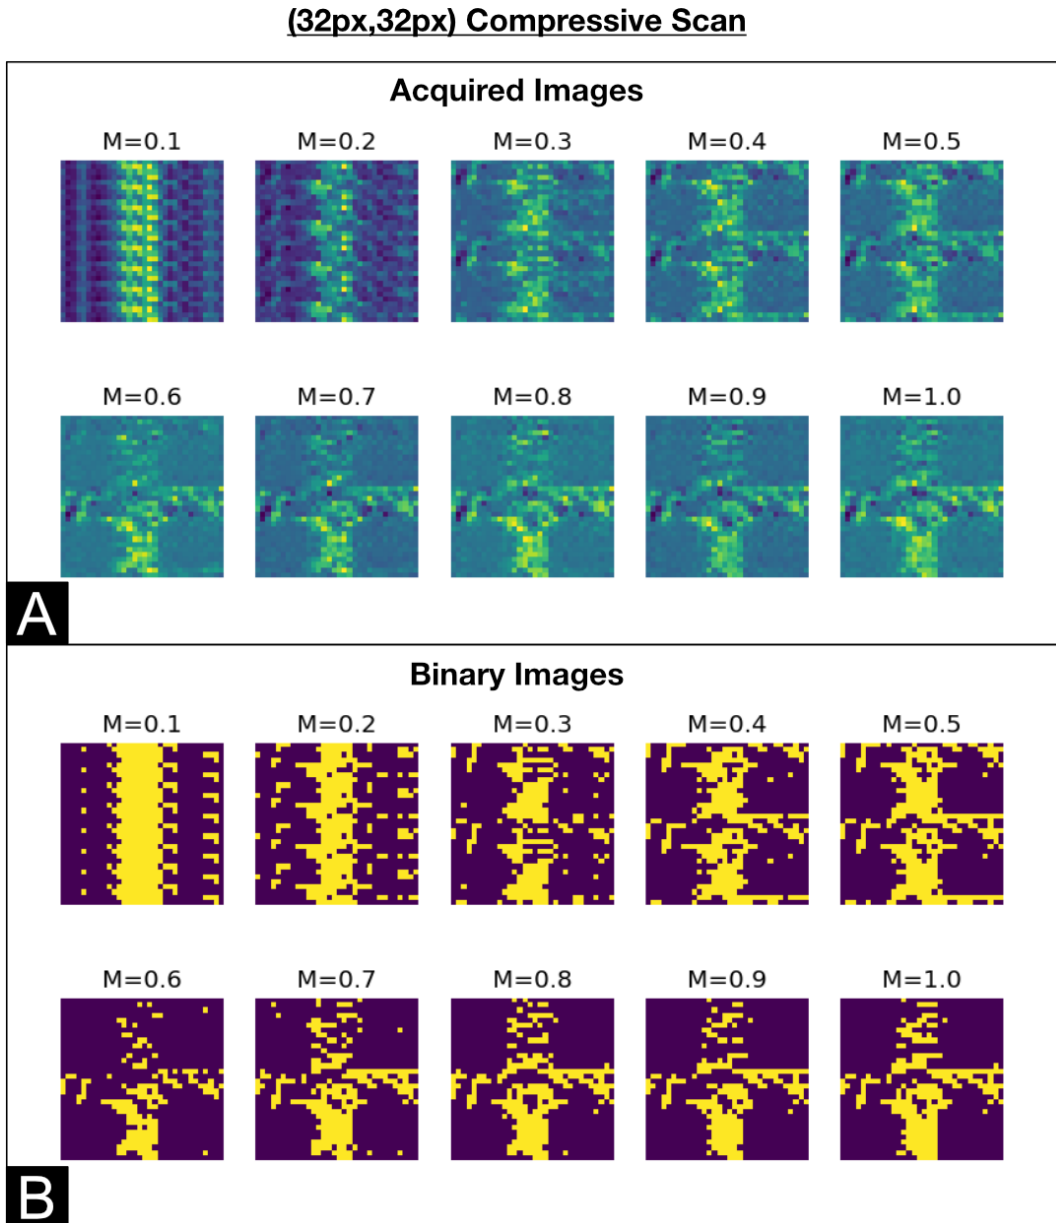 (32px,32px) Compressive Scan
Acquired Images
M=0.1 M=0.2 M=0.3 M=0.4 M=0.5
M=0.6 M=0.7 M=0.8 M=0.9 M=1.0
A
Binary Images
M=0.1 M=0.2 M=0.3 M=0.4 M=0.5
M=0.6 M=0.7 M=0.8 M=0.9 M=1.0
B